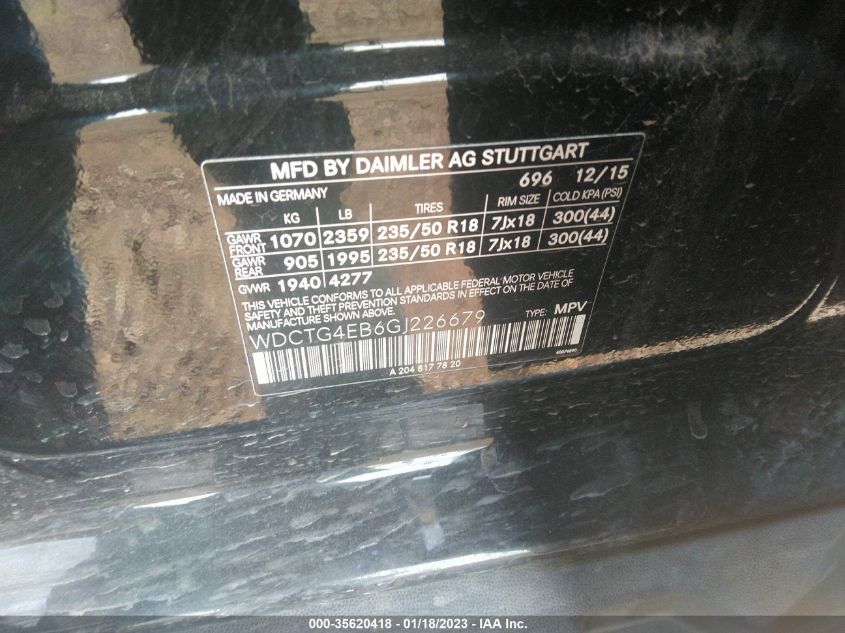 MFD BY DAIMLER AG STUTTGART
696 12/15
MADE IN GERMANY
KG LB TIRES RIM SIZE COLD KPA (PSI)
GAWR FRONT 1070 2359 235/50 R18 7Jx18 300(44)
GAWR REAR 905 1995 235/50 R18 7Jx18 300(44)
GVWR 1940 4277
THIS VEHICLE CONFORMS TO ALL APPLICABLE FEDERAL MOTOR VEHICLE
SAFETY AND THEFT PREVENTION STANDARDS IN EFFECT ON THE DATE OF
MANUFACTURE SHOWN ABOVE.
WDCTG4EB6GJ226679 TYPE: MPV
A 204 817 78 20
000-35620418 / 01/18/2023 - © IAA Inc.